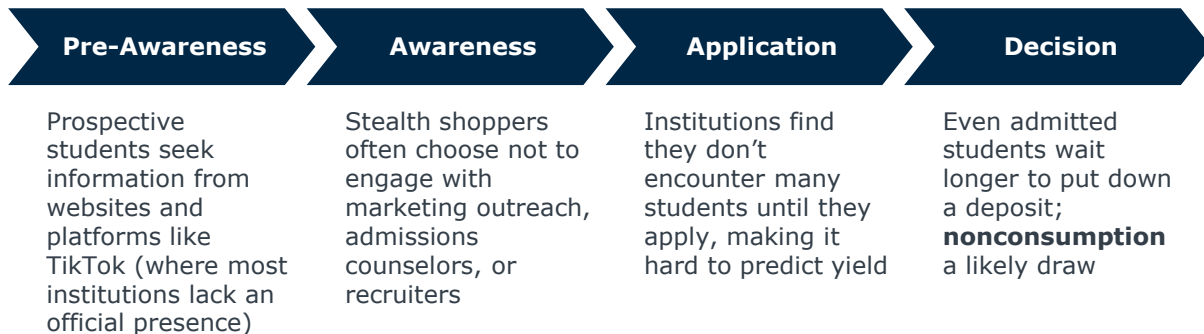 Pre-Awareness
Prospective
students seek
information from
websites and
platforms like
TikTok (where most
institutions lack an
official presence)
Awareness
Stealth shoppers
often choose not to
engage with
marketing outreach,
admissions
counselors, or
recruiters
Application
Institutions find
they don’t
encounter many
students until they
apply, making it
hard to predict yield
Decision
Even admitted
students wait
longer to put down
a deposit;
nonconsumption
a likely draw